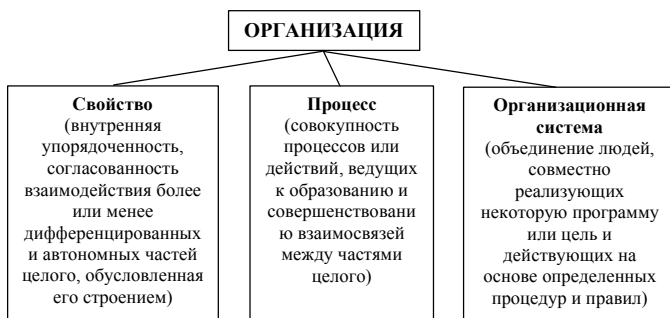 ОРГАНИЗАЦИЯ
Свойство
(внутренняя
упорядоченность,
согласованность
взаимодействия более
или менее
дифференцированных
и автономных частей
целого, обусловленная
его строением)
Процесс
(совокупность
процессов или
действий, ведущих
к образованию и
совершенствовани
ю взаимосвязей
между частями
целого)
Организационная
система
(объединение людей,
совместно
реализующих
некоторую программу
или цель и
действующих на
основе определенных
процедур и правил)